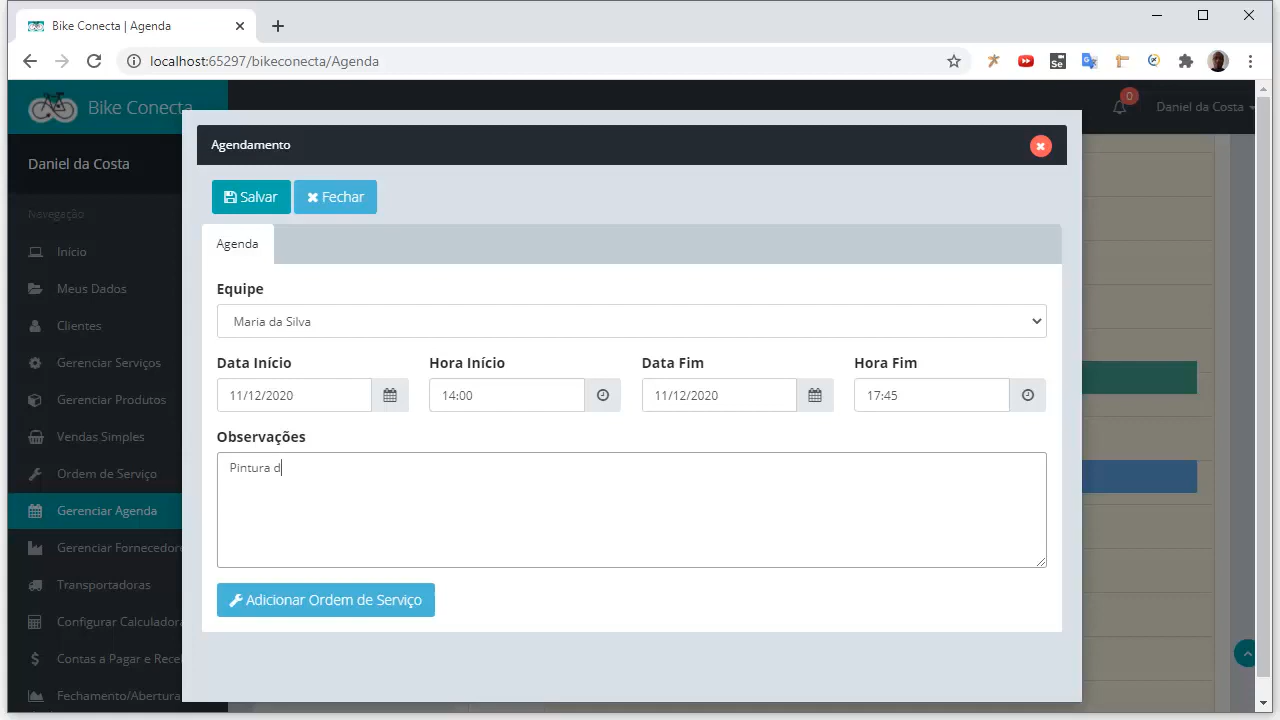 Bike Conecta | Agenda
localhost:65297/bikeconecta/Agenda
Se
Bike Conecta
0
Daniel da Costa
Daniel da Costa
Navegação
Início
Meus Dados
Clientes
Gerenciar Serviços
Gerenciar Produtos
Vendas Simples
Ordem de Serviço
Gerenciar Agenda
Gerenciar Fornecedore
Transportadoras
Configurar Calculadora
Contas a Pagar e Rece
Fechamento/Abertura
Agendamento
Salvar
Fechar
Agenda
Equipe
Maria da Silva
Data Início
Hora Início
Data Fim
Hora Fim
11/12/2020
14:00
11/12/2020
17:45
Observações
Pintura d
Adicionar Ordem de Serviço